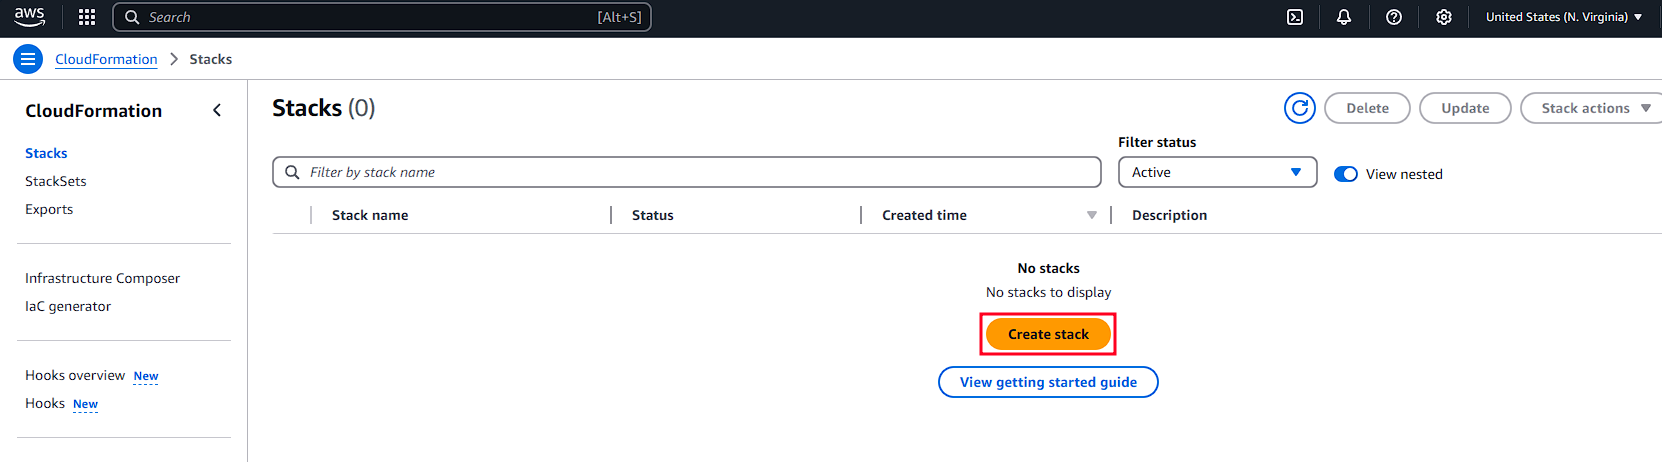 aws Search [Alt+S] United States (N. Virginia)
CloudFormation > Stacks
CloudFormation
Stacks
StackSets
Exports
Infrastructure Composer
IaC generator
Hooks overview New
Hooks New
Stacks (0)
Delete Update Stack actions
Filter status
Filter by stack name Active View nested
Stack name Status Created time Description
No stacks
No stacks to display
Create stack
View getting started guide